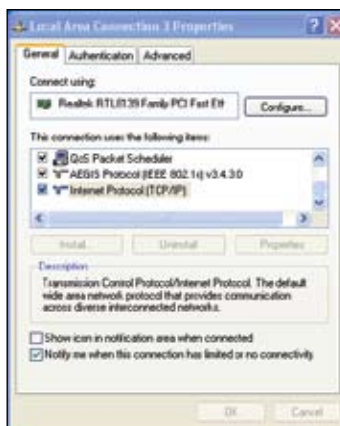 Local Area Connection 3 Properties
General Authentication Advanced
Connect using:
Realtek RTL8139 Family PCI Fast Eth
Configure...
This connection uses the following items:
QoS Packet Scheduler
AEGIS Protocol (IEEE 802.1x) v3.4.3.0
Internet Protocol (TCP/IP)
Install...
Uninstall
Properties
Description
Transmission Control Protocol/Internet Protocol. The default
wide area network protocol that provides communication
across diverse interconnected networks.
Show icon in notification area when connected
Notify me when this connection has limited or no connectivity
OK
Cancel